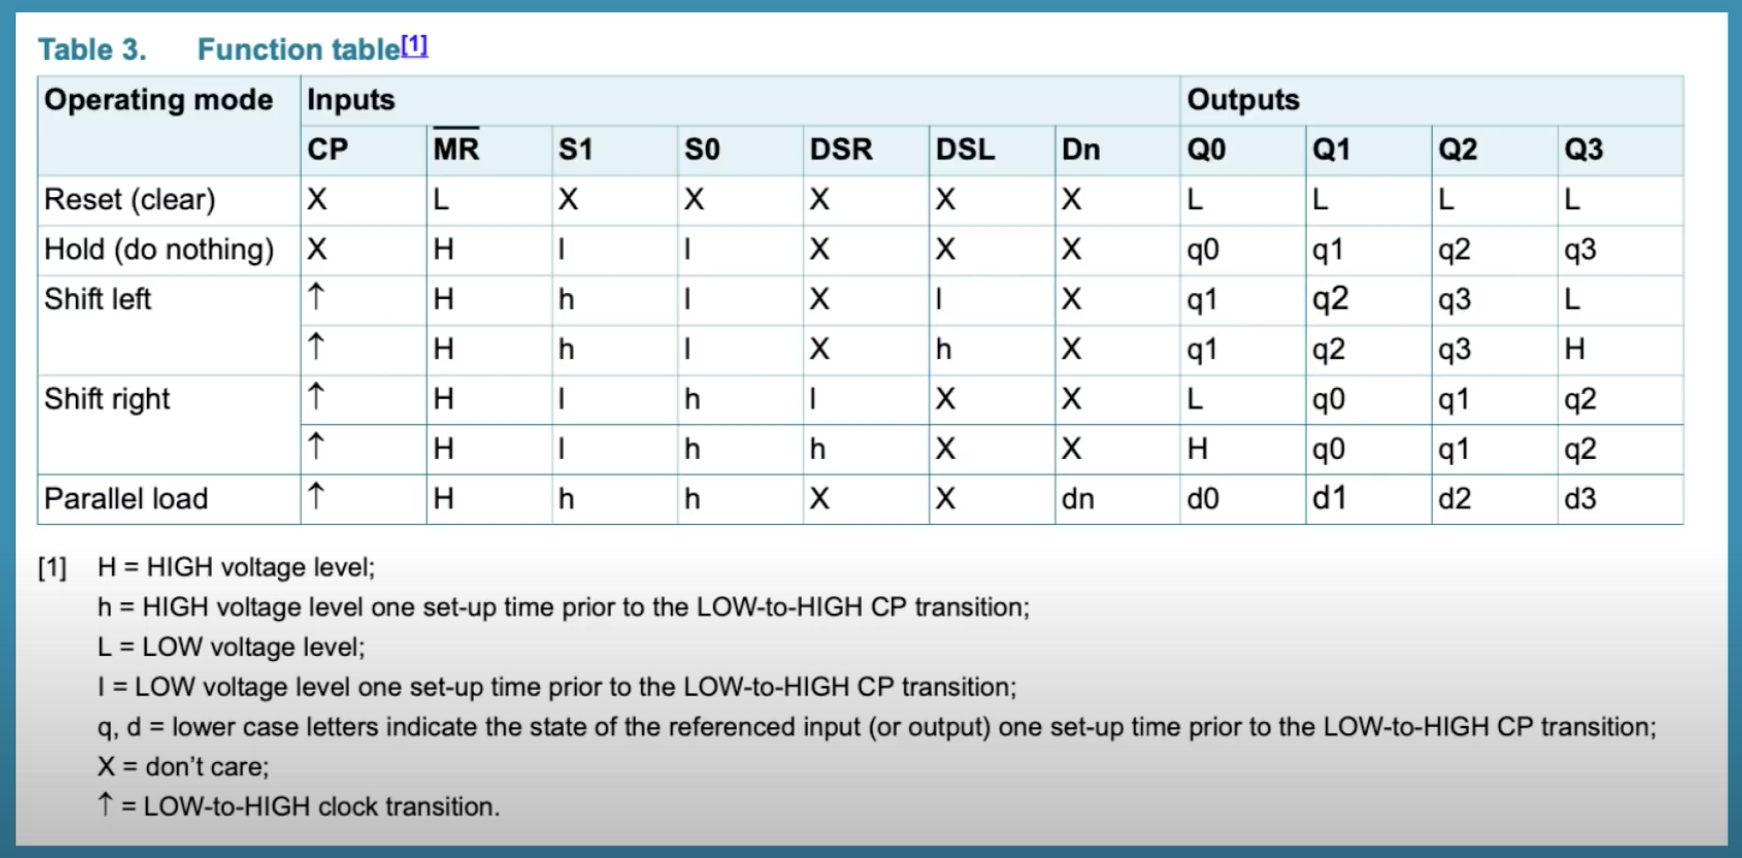 Table 3. Function table[1]
Operating mode Inputs Outputs
CP MR S1 S0 DSR DSL Dn Q0 Q1 Q2 Q3
Reset (clear) X L X X X X X L L L L
Hold (do nothing) X H l l X X X q0 q1 q2 q3
Shift left ↑ H h l X l X q1 q2 q3 L
↑ H h l X h X q1 q2 q3 H
Shift right ↑ H l h l X X L q0 q1 q2
↑ H l h h X X H q0 q1 q2
Parallel load ↑ H h h X X dn d0 d1 d2 d3
[1] H = HIGH voltage level;
h = HIGH voltage level one set-up time prior to the LOW-to-HIGH CP transition;
L = LOW voltage level;
l = LOW voltage level one set-up time prior to the LOW-to-HIGH CP transition;
q, d = lower case letters indicate the state of the referenced input (or output) one set-up time prior to the LOW-to-HIGH CP transition;
X = don't care;
↑ = LOW-to-HIGH clock transition.